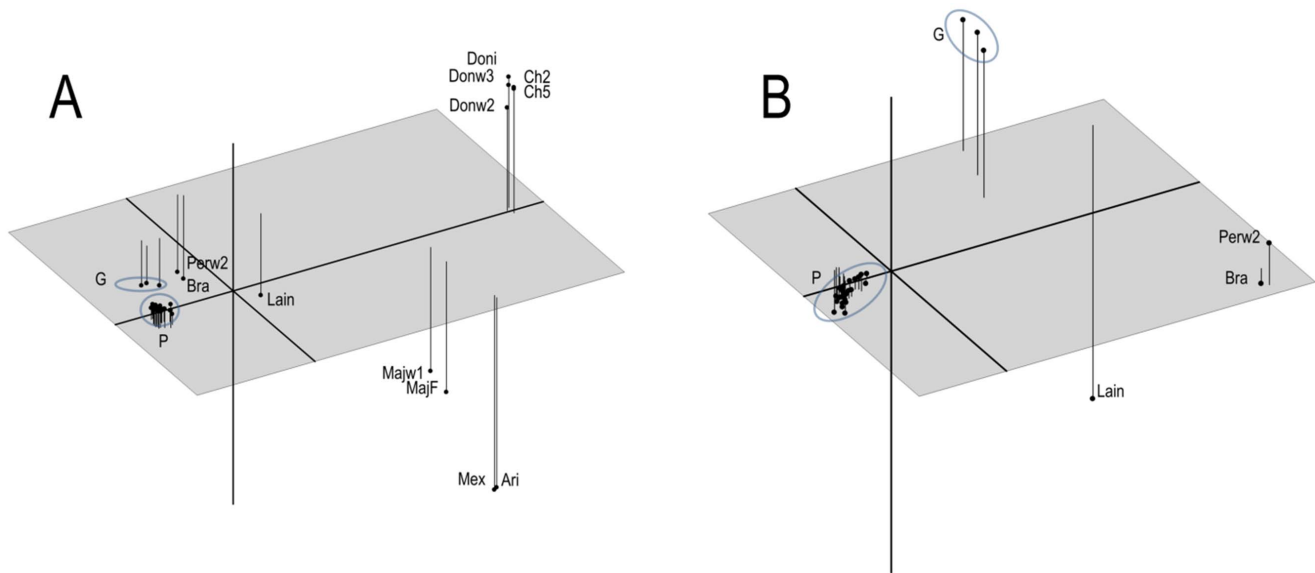 A
Doni
Donw3
Ch2
Ch5
Donw2
G
Perw2
Bra
Lain
P
Majw1
MajF
Mex
Ari
B
G
P
Perw2
Bra
Lain